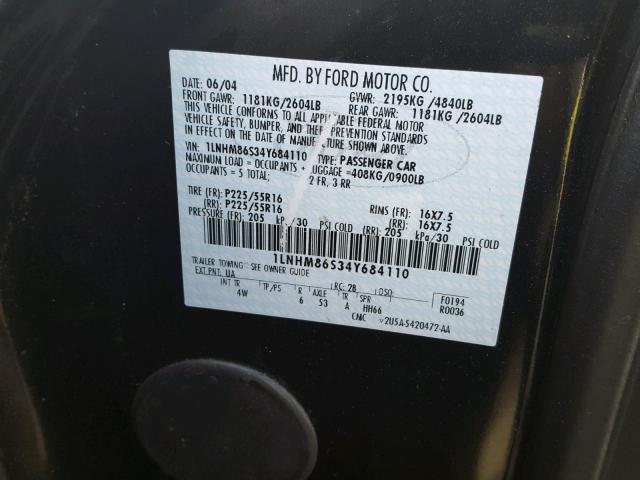 MFD. BY FORD MOTOR CO.
DATE: 06/04 GVWR: 2195KG /4840LB
FRONT GAWR: 1181KG/2604LB REAR GAWR: 1181KG/2604LB
THIS VEHICLE CONFORMS TO ALL APPLICABLE FEDERAL MOTOR
VEHICLE SAFETY, BUMPER, AND THEFT PREVENTION STANDARDS
IN EFFECT ON THE DATE OF MANUFACTURE SHOWN ABOVE.
VIN: 1LNHM86S34Y684110 TYPE: PASSENGER CAR
MAXIMUM LOAD = OCCUPANTS + LUGGAGE = 408KG/0900LB
OCCUPANTS = 5 TOTAL: 2 FR, 3 RR
TIRE (FR): P225/55R16 RIMS (FR): 16X7.5
(RR): P225/55R16 (RR): 16X7.5
PRESSURE (FR): 205 kPa/30 PSI COLD (RR): 205 kPa/30 PSI COLD
1LNHM86S34Y684110
TRAILER TOWING - SEE OWNER GUIDE
EXT PNT: UA RC: 28 DSO: F0194
INT TR TP/PS R AXLE TR SPR R0036
4W 6 53 A HH66
CMC V2U5A-5420472-AA